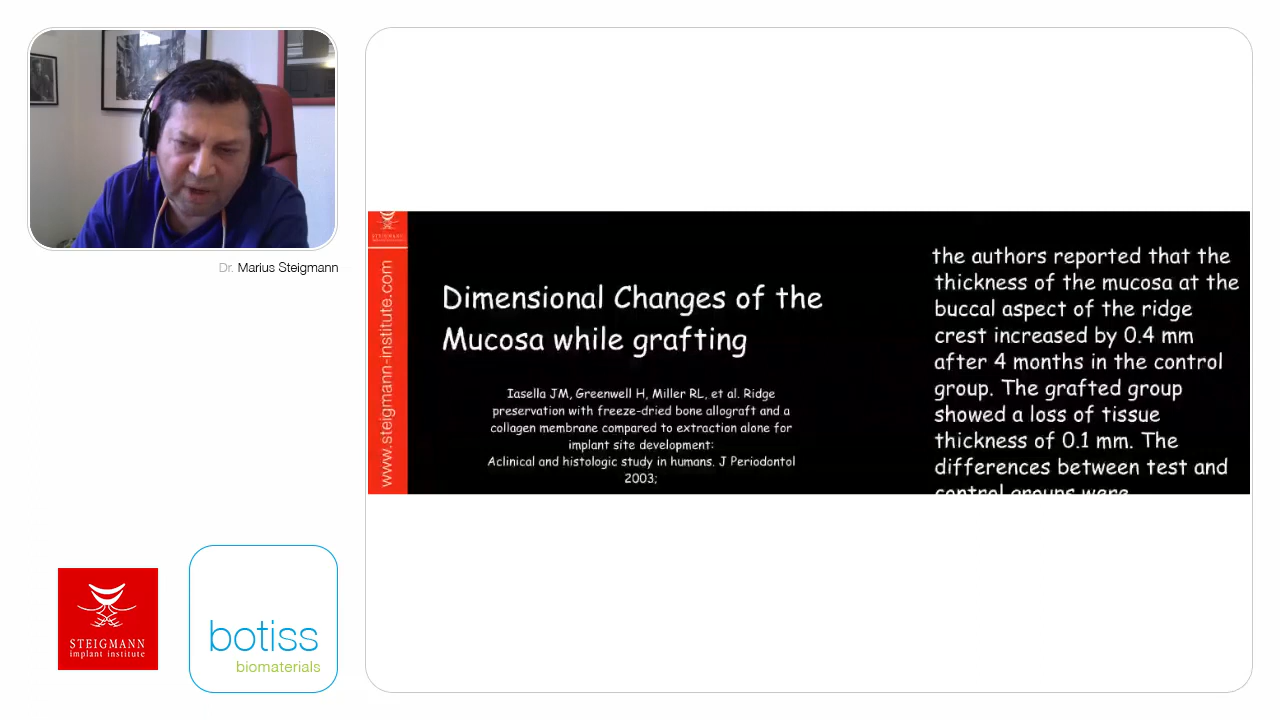 Dr. Marius Steigmann
STEIGMANN
implant institute
botiss
biomaterials
www.steigmann-institute.com
Dimensional Changes of the
Mucosa while grafting
Iasella JM, Greenwell H, Miller RL, et al. Ridge
preservation with freeze-dried bone allograft and a
collagen membrane compared to extraction alone for
implant site development:
Aclinical and histologic study in humans. J Periodontol
2003;
the authors reported that the
thickness of the mucosa at the
buccal aspect of the ridge
crest increased by 0.4 mm
after 4 months in the control
group. The grafted group
showed a loss of tissue
thickness of 0.1 mm. The
differences between test and
control groups were